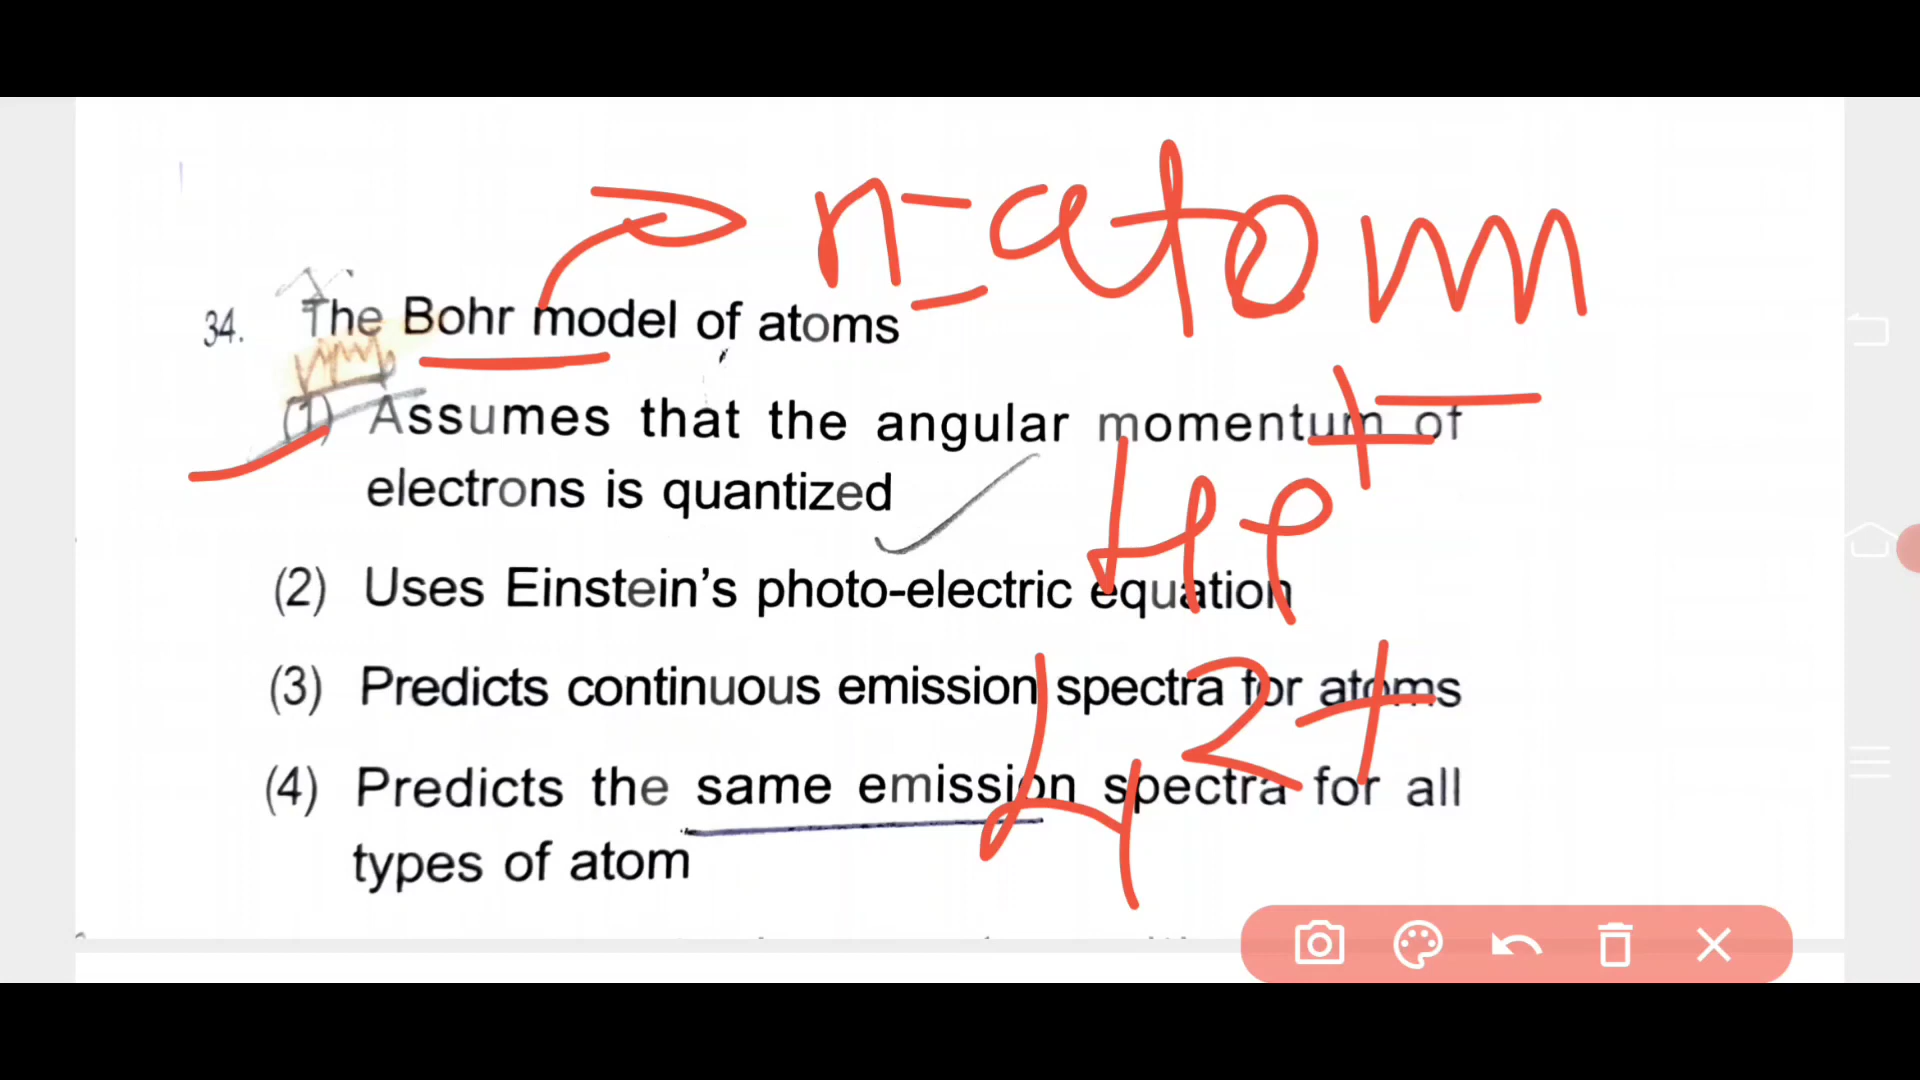 n-atom
34. The Bohr model of atoms
(1) Assumes that the angular momentum of
electrons is quantized
He+
(2) Uses Einstein's photo-electric equation
(3) Predicts continuous emission spectra for atoms
2+
(4) Predicts the same emission spectra for all
types of atom